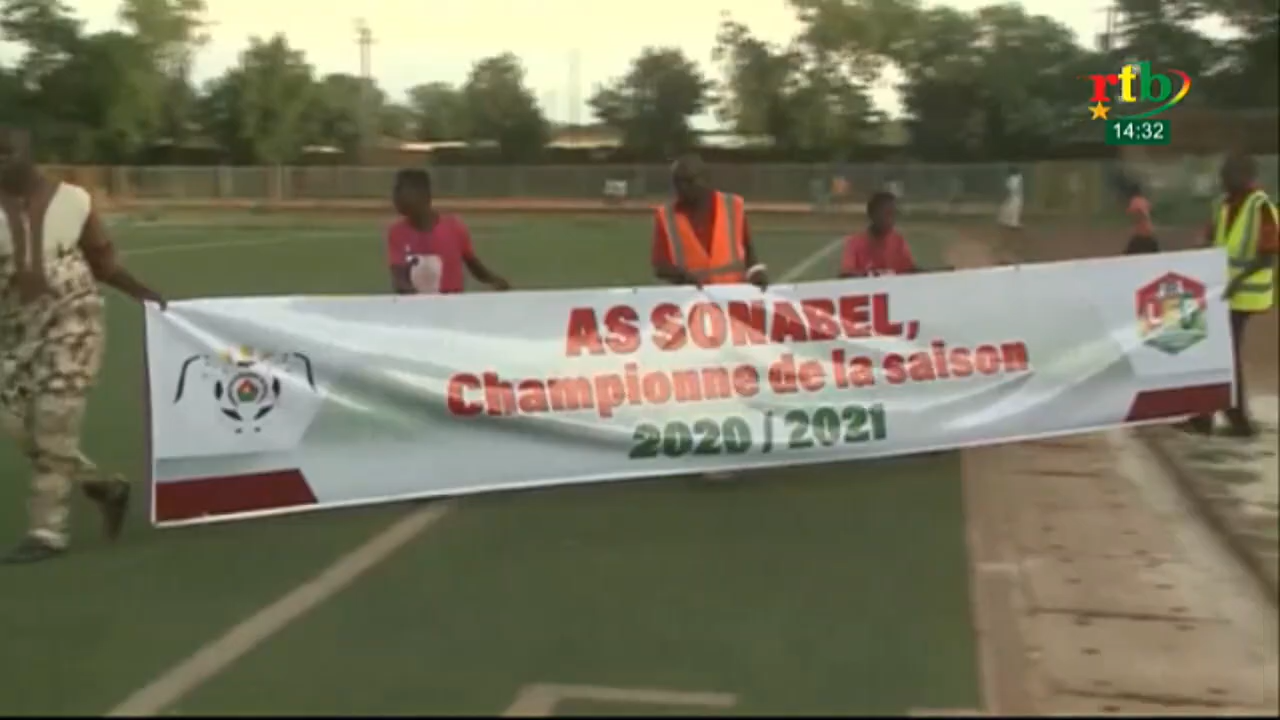 rtb
14:32
AS SONABEL,
Championne de la saison
2020 / 2021